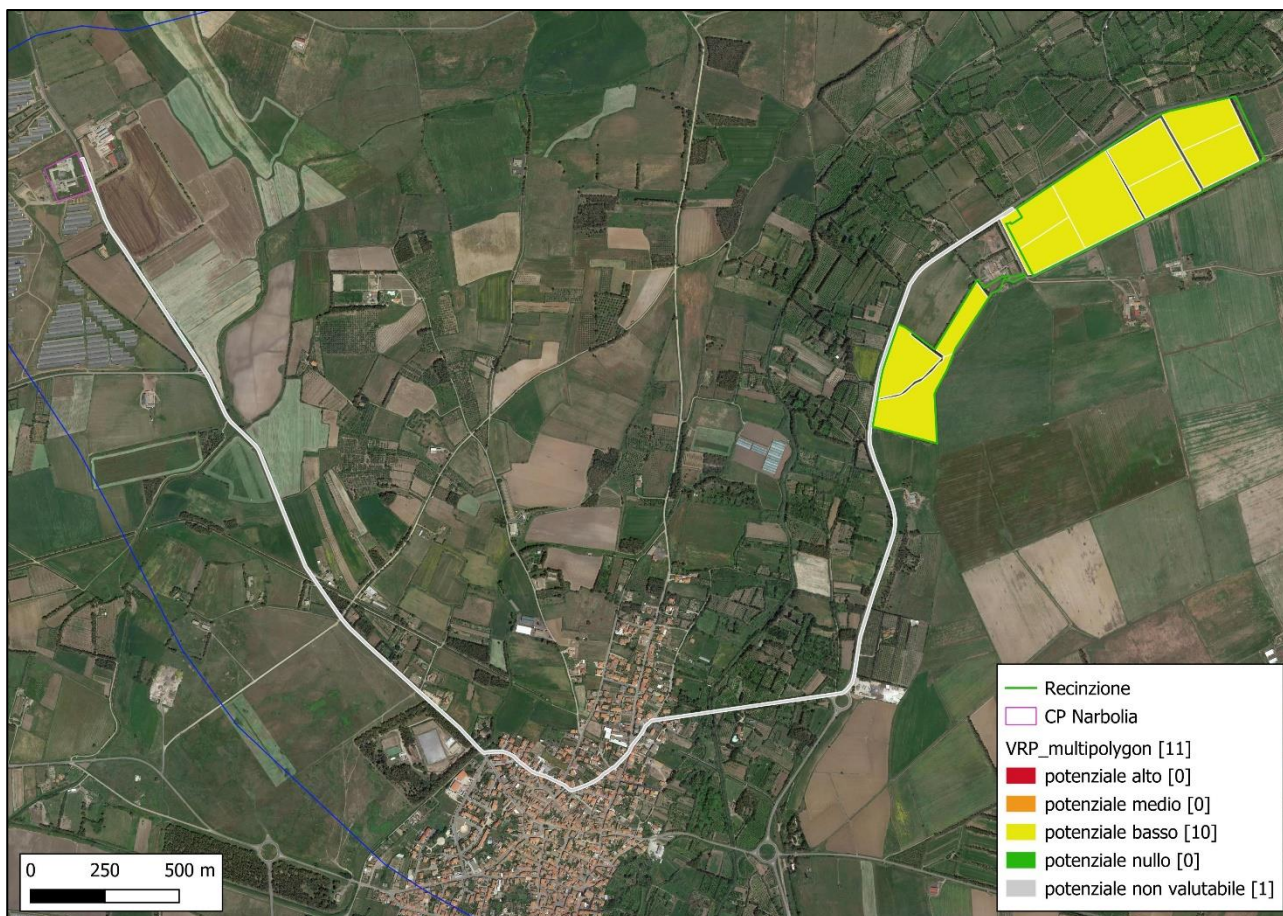 Recinzione
CP Narbolia
VRP_multipolygon [11]
potenziale alto [0]
potenziale medio [0]
potenziale basso [10]
potenziale nullo [0]
potenziale non valutabile [1]
0 250 500 m